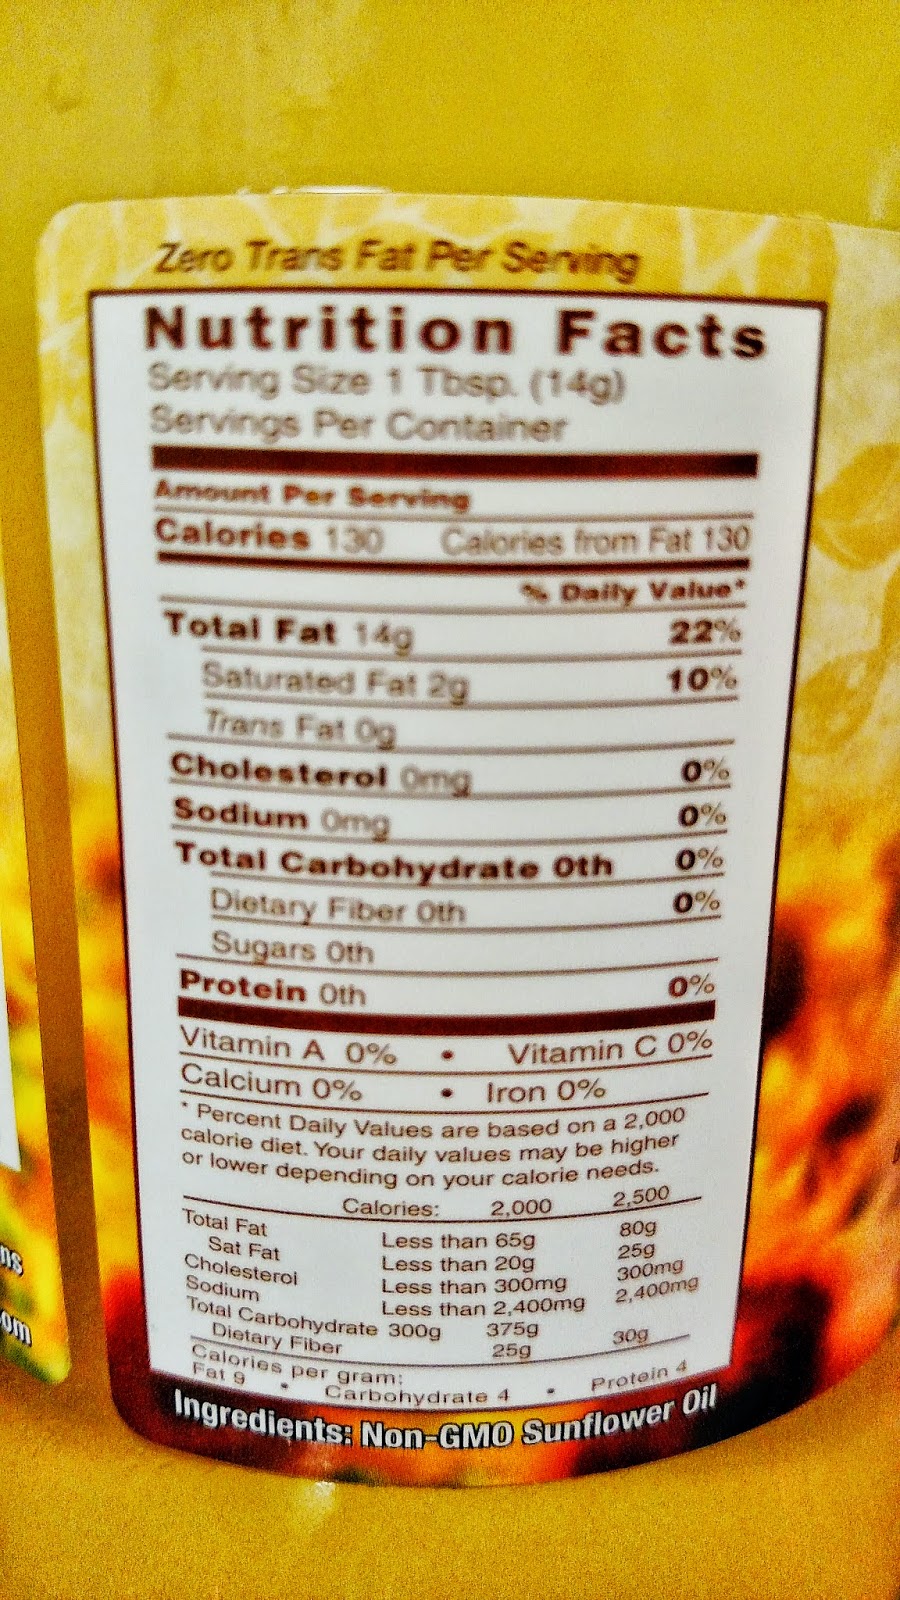 Zero Trans Fat Per Serving
Nutrition Facts
Serving Size 1 Tbsp. (14g)
Servings Per Container
Amount Per Serving
Calories 130 Calories from Fat 130
% Daily Value*
Total Fat 14g 22%
Saturated Fat 2g 10%
Trans Fat 0g
Cholesterol 0mg 0%
Sodium 0mg 0%
Total Carbohydrate 0th 0%
Dietary Fiber 0th 0%
Sugars 0th
Protein 0th 0%
Vitamin A 0% • Vitamin C 0%
Calcium 0% • Iron 0%
* Percent Daily Values are based on a 2,000
calorie diet. Your daily values may be higher
or lower depending on your calorie needs.
Calories: 2,000 2,500
Total Fat Less than 65g 80g
Sat Fat Less than 20g 25g
Cholesterol Less than 300mg 300mg
Sodium Less than 2,400mg 2,400mg
Total Carbohydrate 300g 375g
Dietary Fiber 25g 30g
Calories per gram:
Fat 9 • Carbohydrate 4 • Protein 4
Ingredients: Non-GMO Sunflower Oil
ns
om